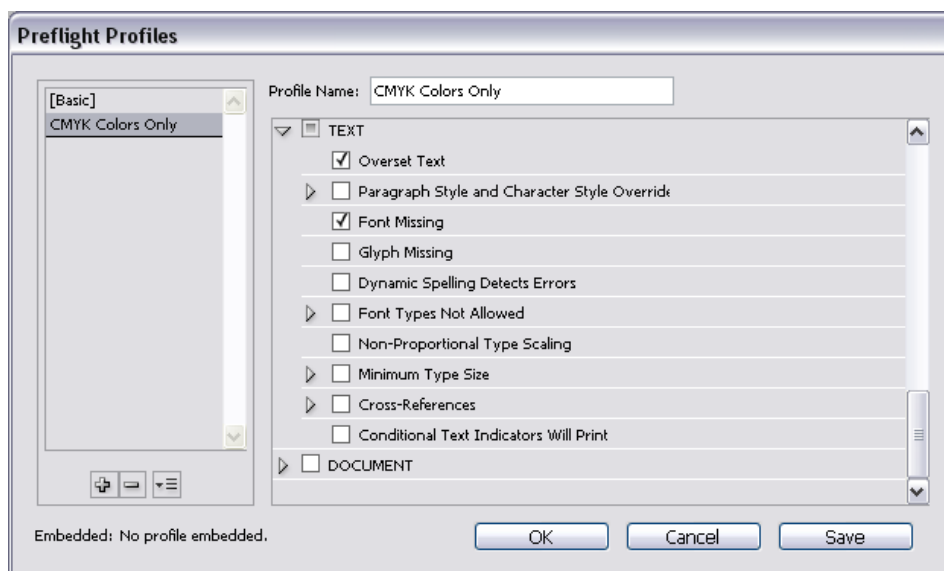 Preflight Profiles
[Basic]
CMYK Colors Only
Profile Name: CMYK Colors Only
TEXT
Overset Text
Paragraph Style and Character Style Override
Font Missing
Glyph Missing
Dynamic Spelling Detects Errors
Font Types Not Allowed
Non-Proportional Type Scaling
Minimum Type Size
Cross-References
Conditional Text Indicators Will Print
DOCUMENT
Embedded: No profile embedded.
OK
Cancel
Save